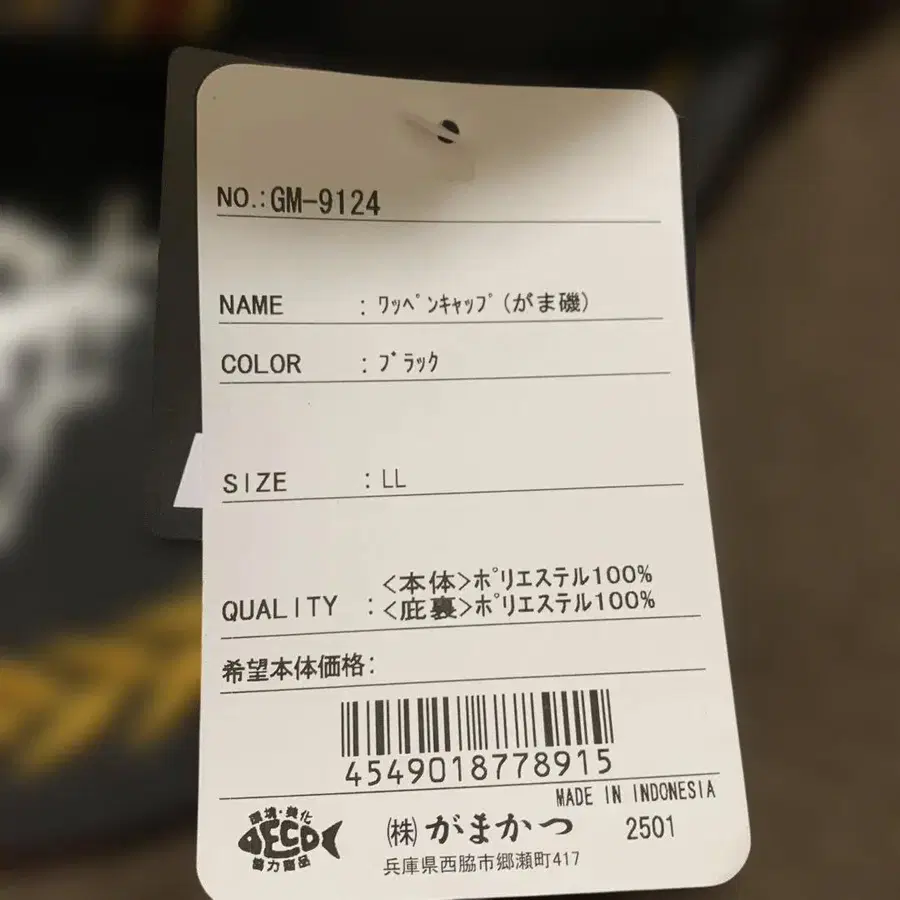 NO.:GM-9124
NAME : ﾜｯﾍﾟﾝｷｬｯﾌﾟ(がま磯)
COLOR : ﾌﾞﾗｯｸ
SIZE : LL
<本体>ﾎﾟﾘｴｽﾃﾙ100%
QUALITY : <庇裏>ﾎﾟﾘｴｽﾃﾙ100%
希望本体価格:
4549018778915
MADE IN INDONESIA
環境・美化
DECO
協力商品
(株)がまかつ 2501
兵庫県西脇市郷瀬町417